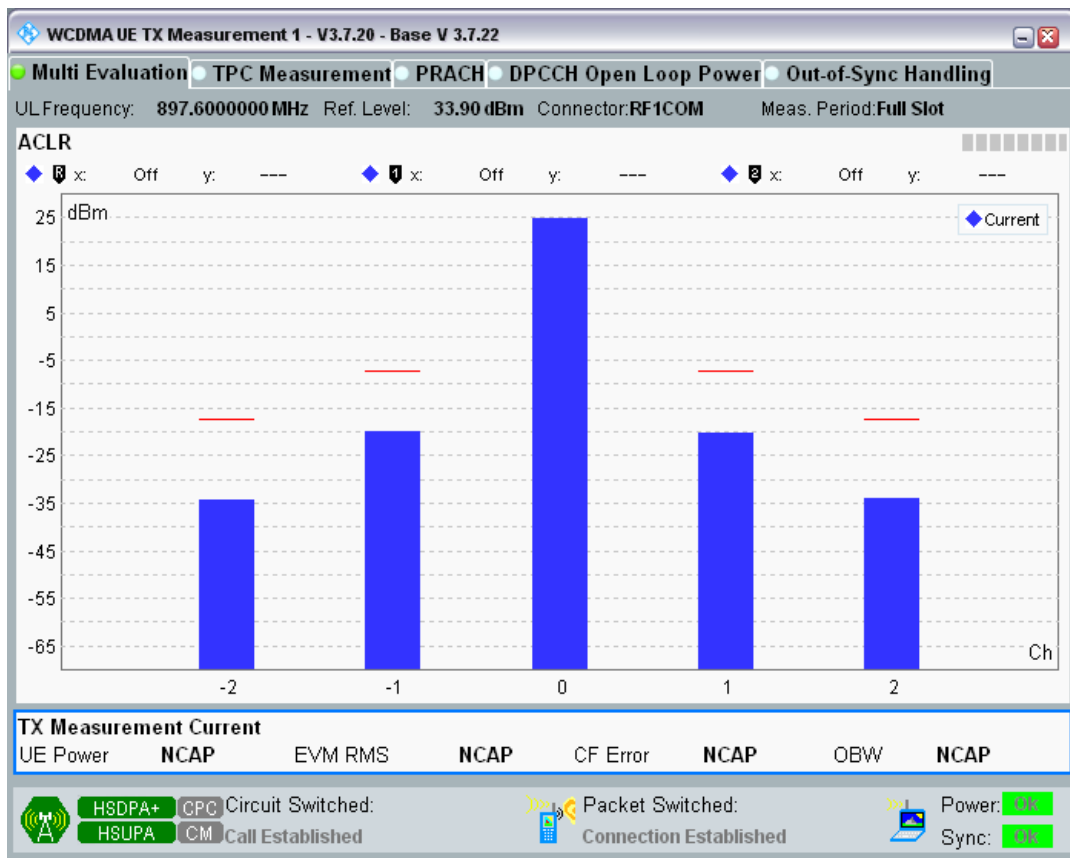 WCDMA UE TX Measurement 1 - V3.7.20 - Base V 3.7.22
Multi Evaluation TPC Measurement PRACH DPCCH Open Loop Power Out-of-Sync Handling
UL Frequency: 897.6000000 MHz Ref. Level: 33.90 dBm Connector:RF1COM Meas. Period:Full Slot
ACLR
R x: Off y: --- 1 x: Off y: --- 2 x: Off y: ---
25 dBm Current
15
5
-5
-15
-25
-35
-45
-55
-65 Ch
-2 -1 0 1 2
TX Measurement Current
UE Power NCAP EVM RMS NCAP CF Error NCAP OBW NCAP
HSDPA+ CPC Circuit Switched: Packet Switched: Power: Ok
HSUPA CM Call Established Connection Established Sync: Ok